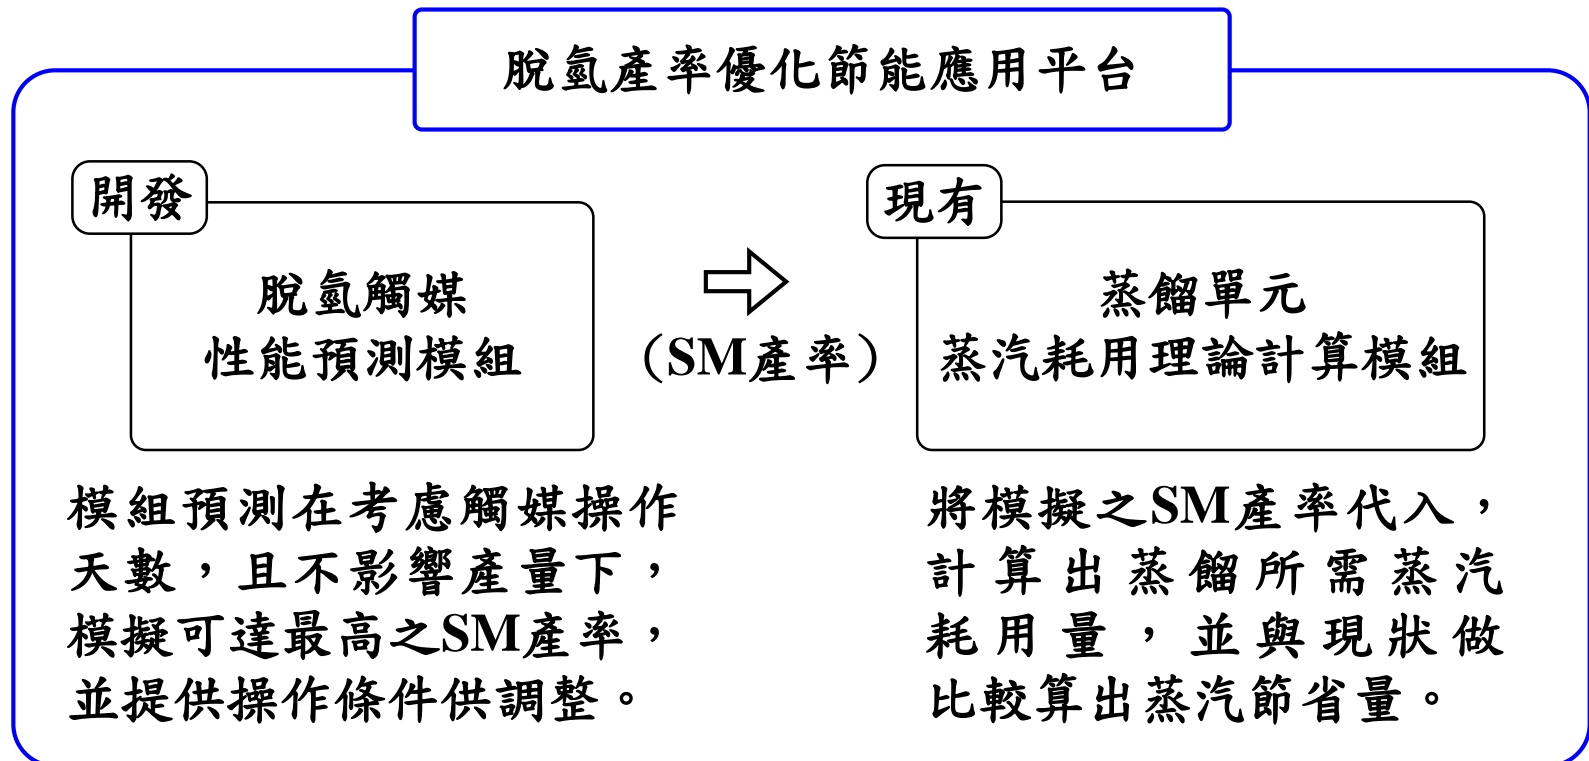 脫氫產率優化節能應用平台
開發
脫氫觸媒
性能預測模組
（SM產率）
現有
蒸餾單元
蒸汽耗用理論計算模組
模組預測在考慮觸媒操作
天數，且不影響產量下，
模擬可達最高之SM產率，
並提供操作條件供調整。
將模擬之SM產率代入，
計算出蒸餾所需蒸汽
耗用量，並與現狀做
比較算出蒸汽節省量。